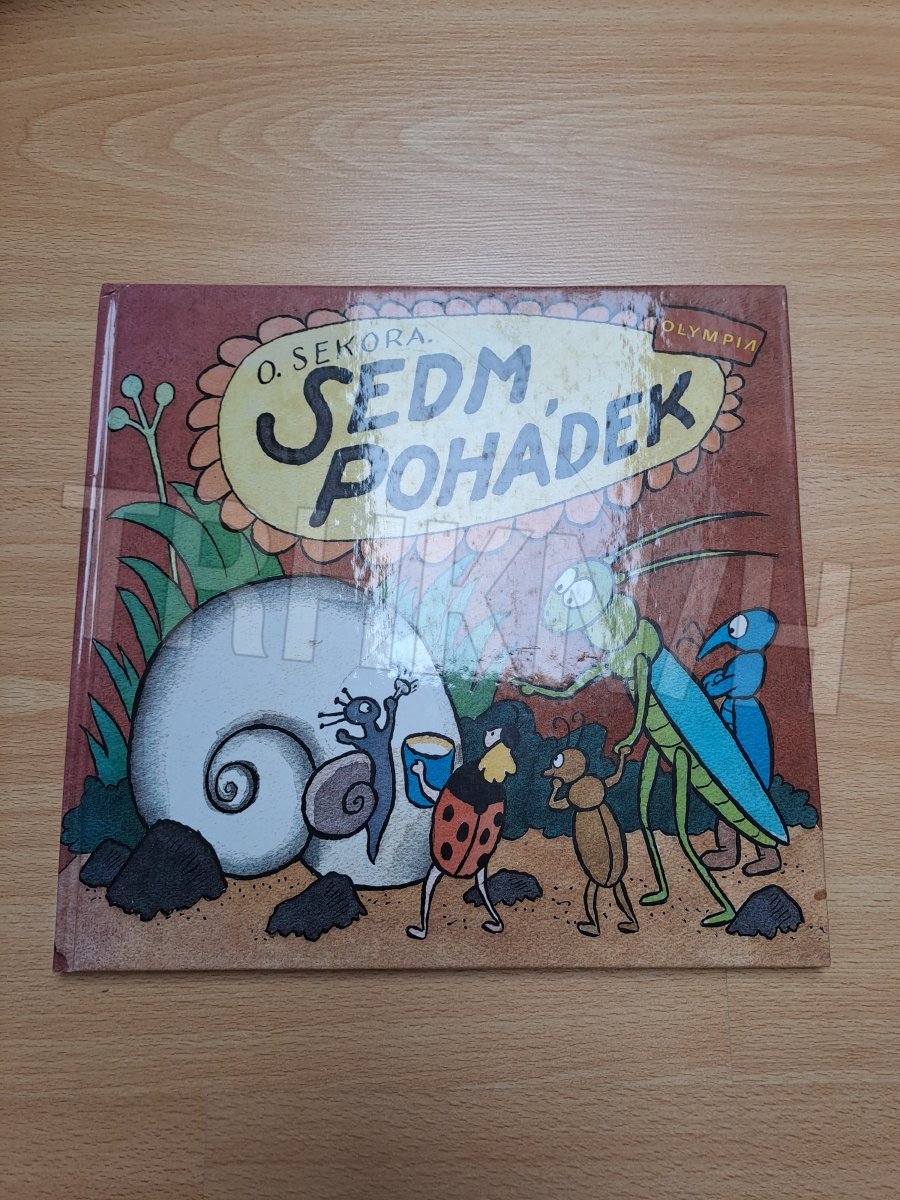 O. SEKORA.
OLYMPIA
SEDM
POHÁDEK